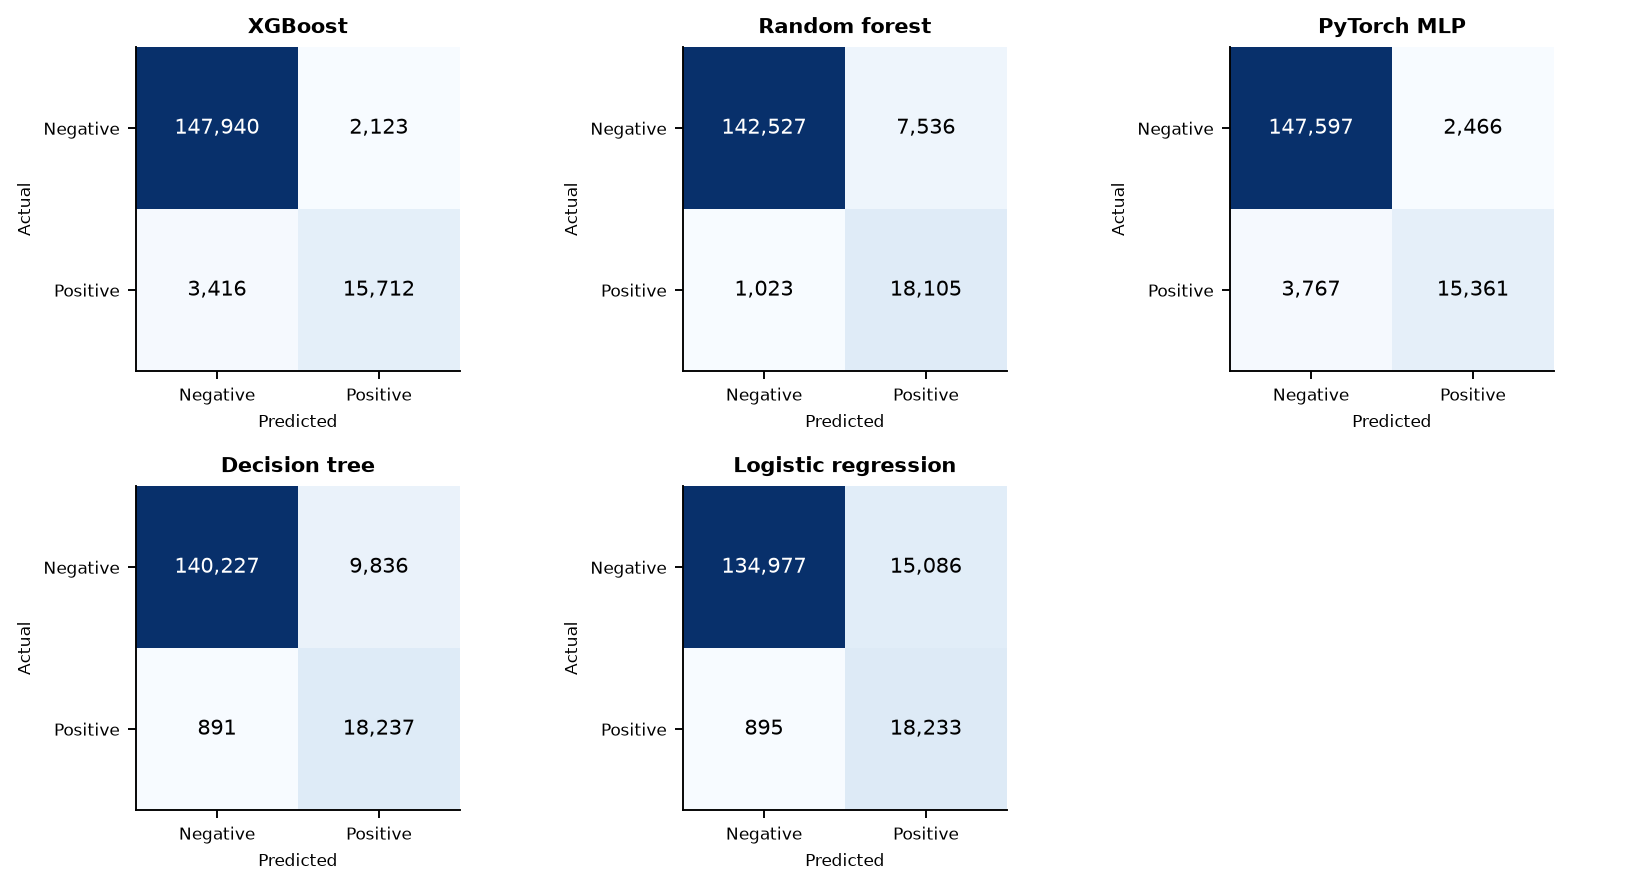 XGBoost
Negative
147,940
2,123
Actual
Positive
3,416
15,712
Negative
Positive
Predicted
Random forest
Negative
142,527
7,536
Actual
Positive
1,023
18,105
Negative
Positive
Predicted
PyTorch MLP
Negative
147,597
2,466
Actual
Positive
3,767
15,361
Negative
Positive
Predicted
Decision tree
Negative
140,227
9,836
Actual
Positive
891
18,237
Negative
Positive
Predicted
Logistic regression
Negative
134,977
15,086
Actual
Positive
895
18,233
Negative
Positive
Predicted